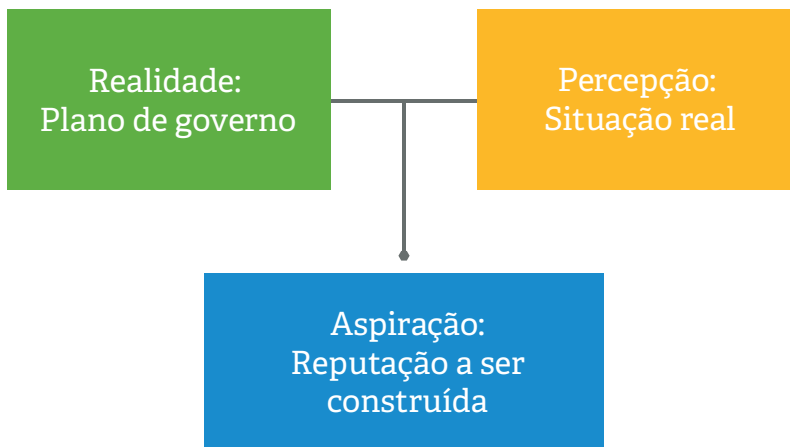 Realidade:
Plano de governo
Percepção:
Situação real
Aspiração:
Reputação a ser
construída